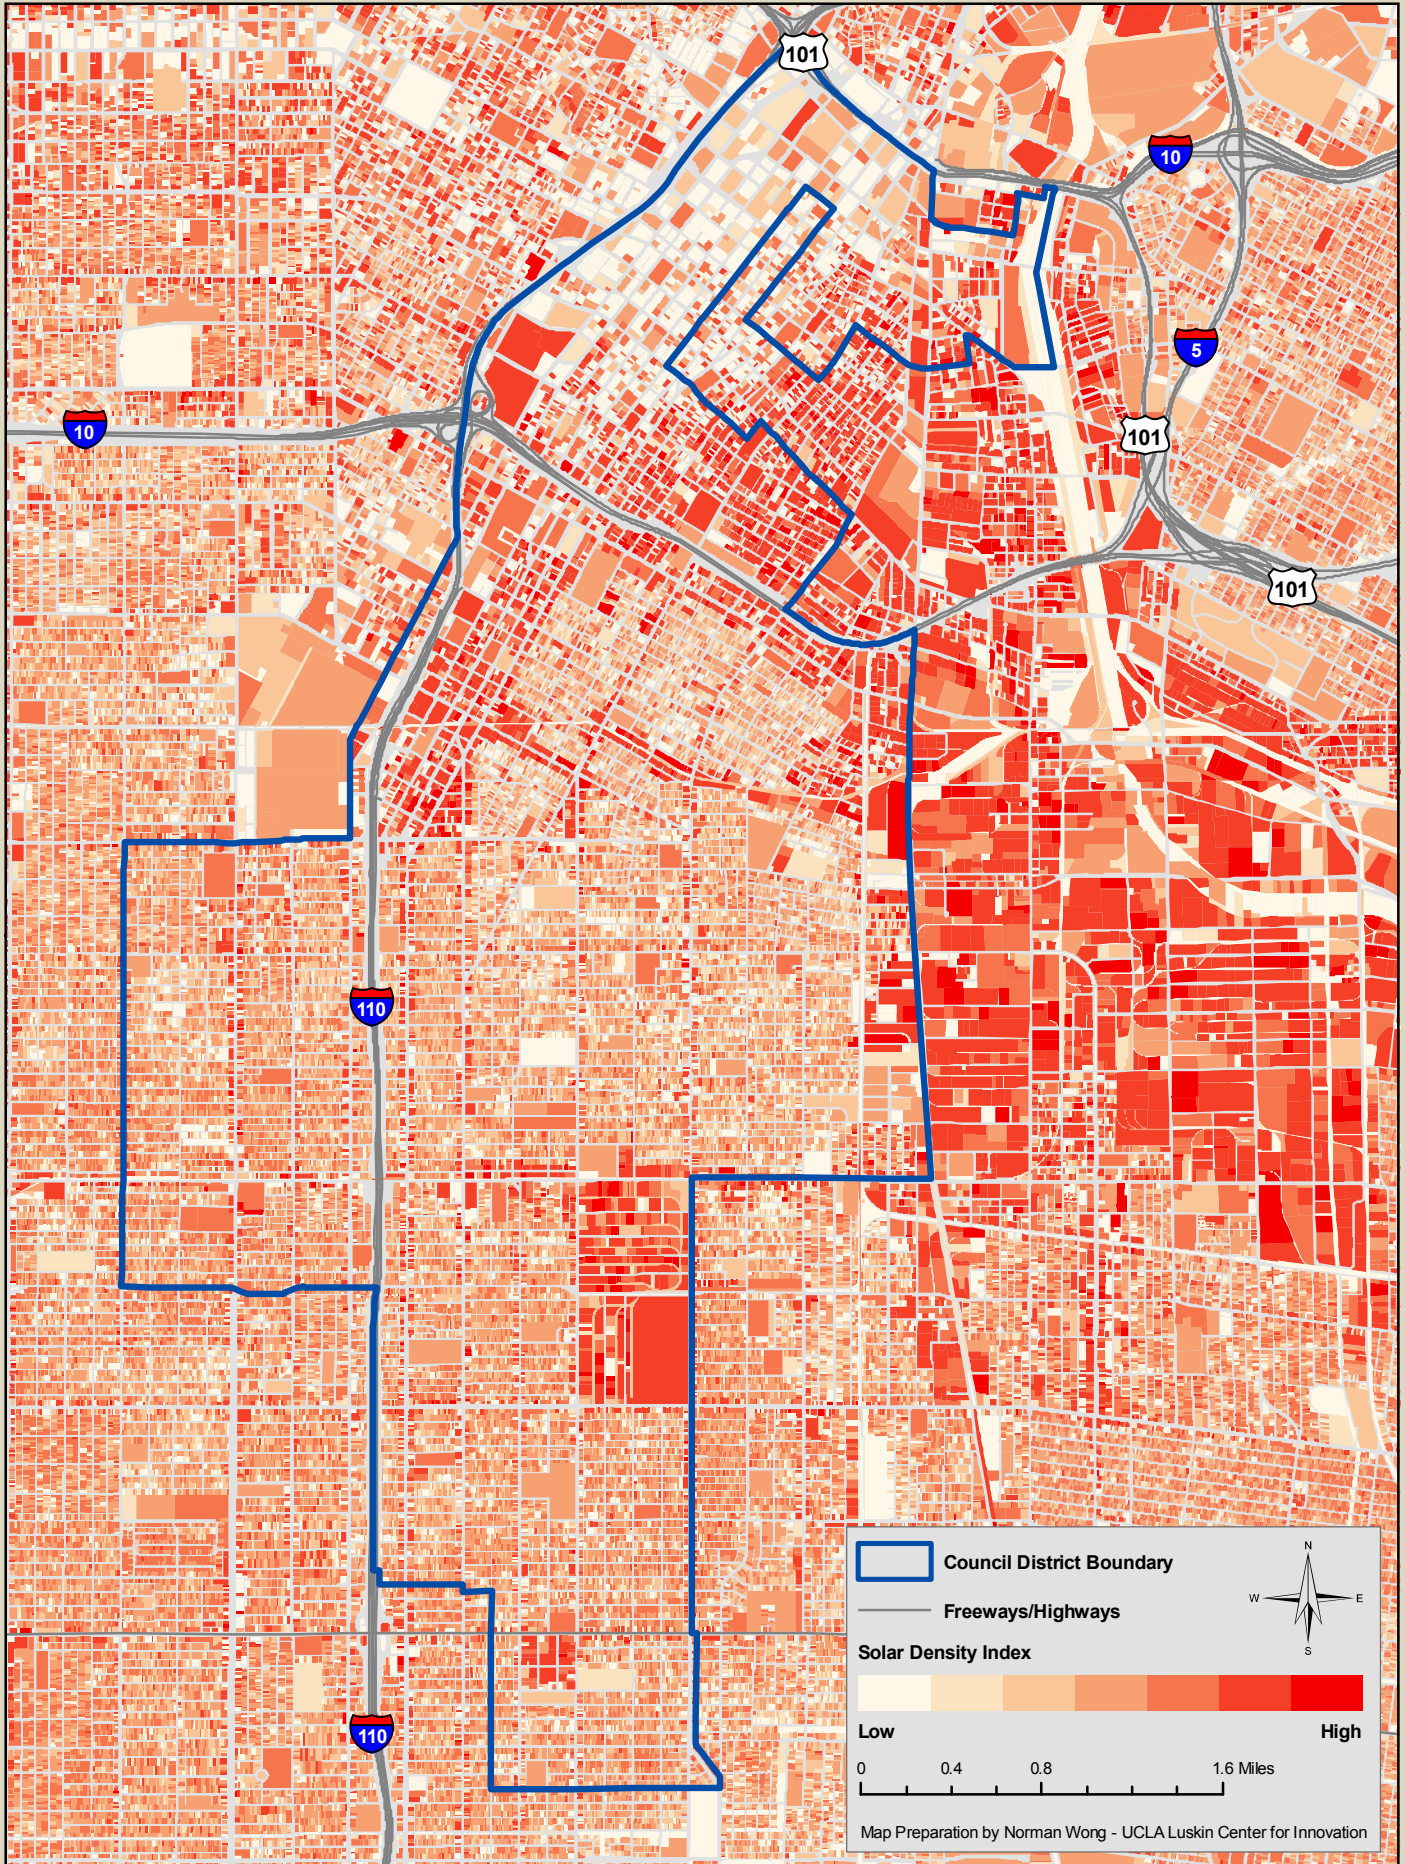 101
10
5
10
101
101
110
110
Council District Boundary
Freeways/Highways
N
W
E
S
Solar Density Index
Low
High
0
0.4
0.8
1.6 Miles
Map Preparation by Norman Wong - UCLA Luskin Center for Innovation